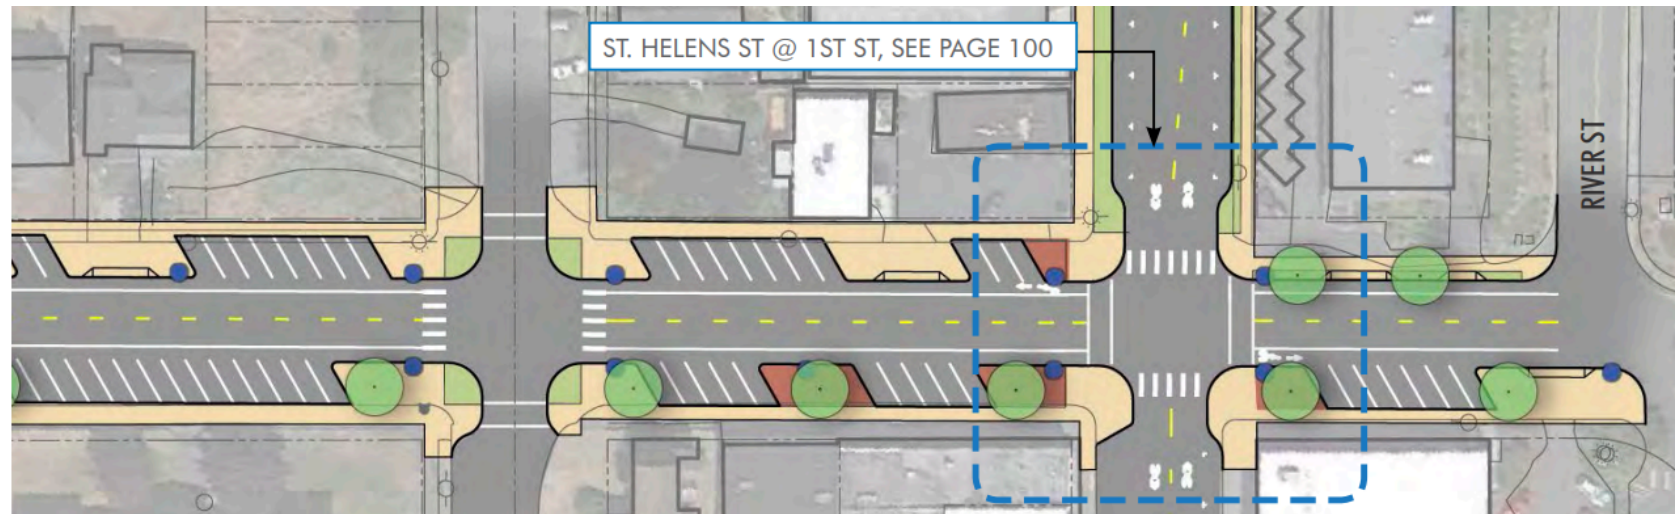 ST. HELENS ST @ 1ST ST, SEE PAGE 100
RIVER ST